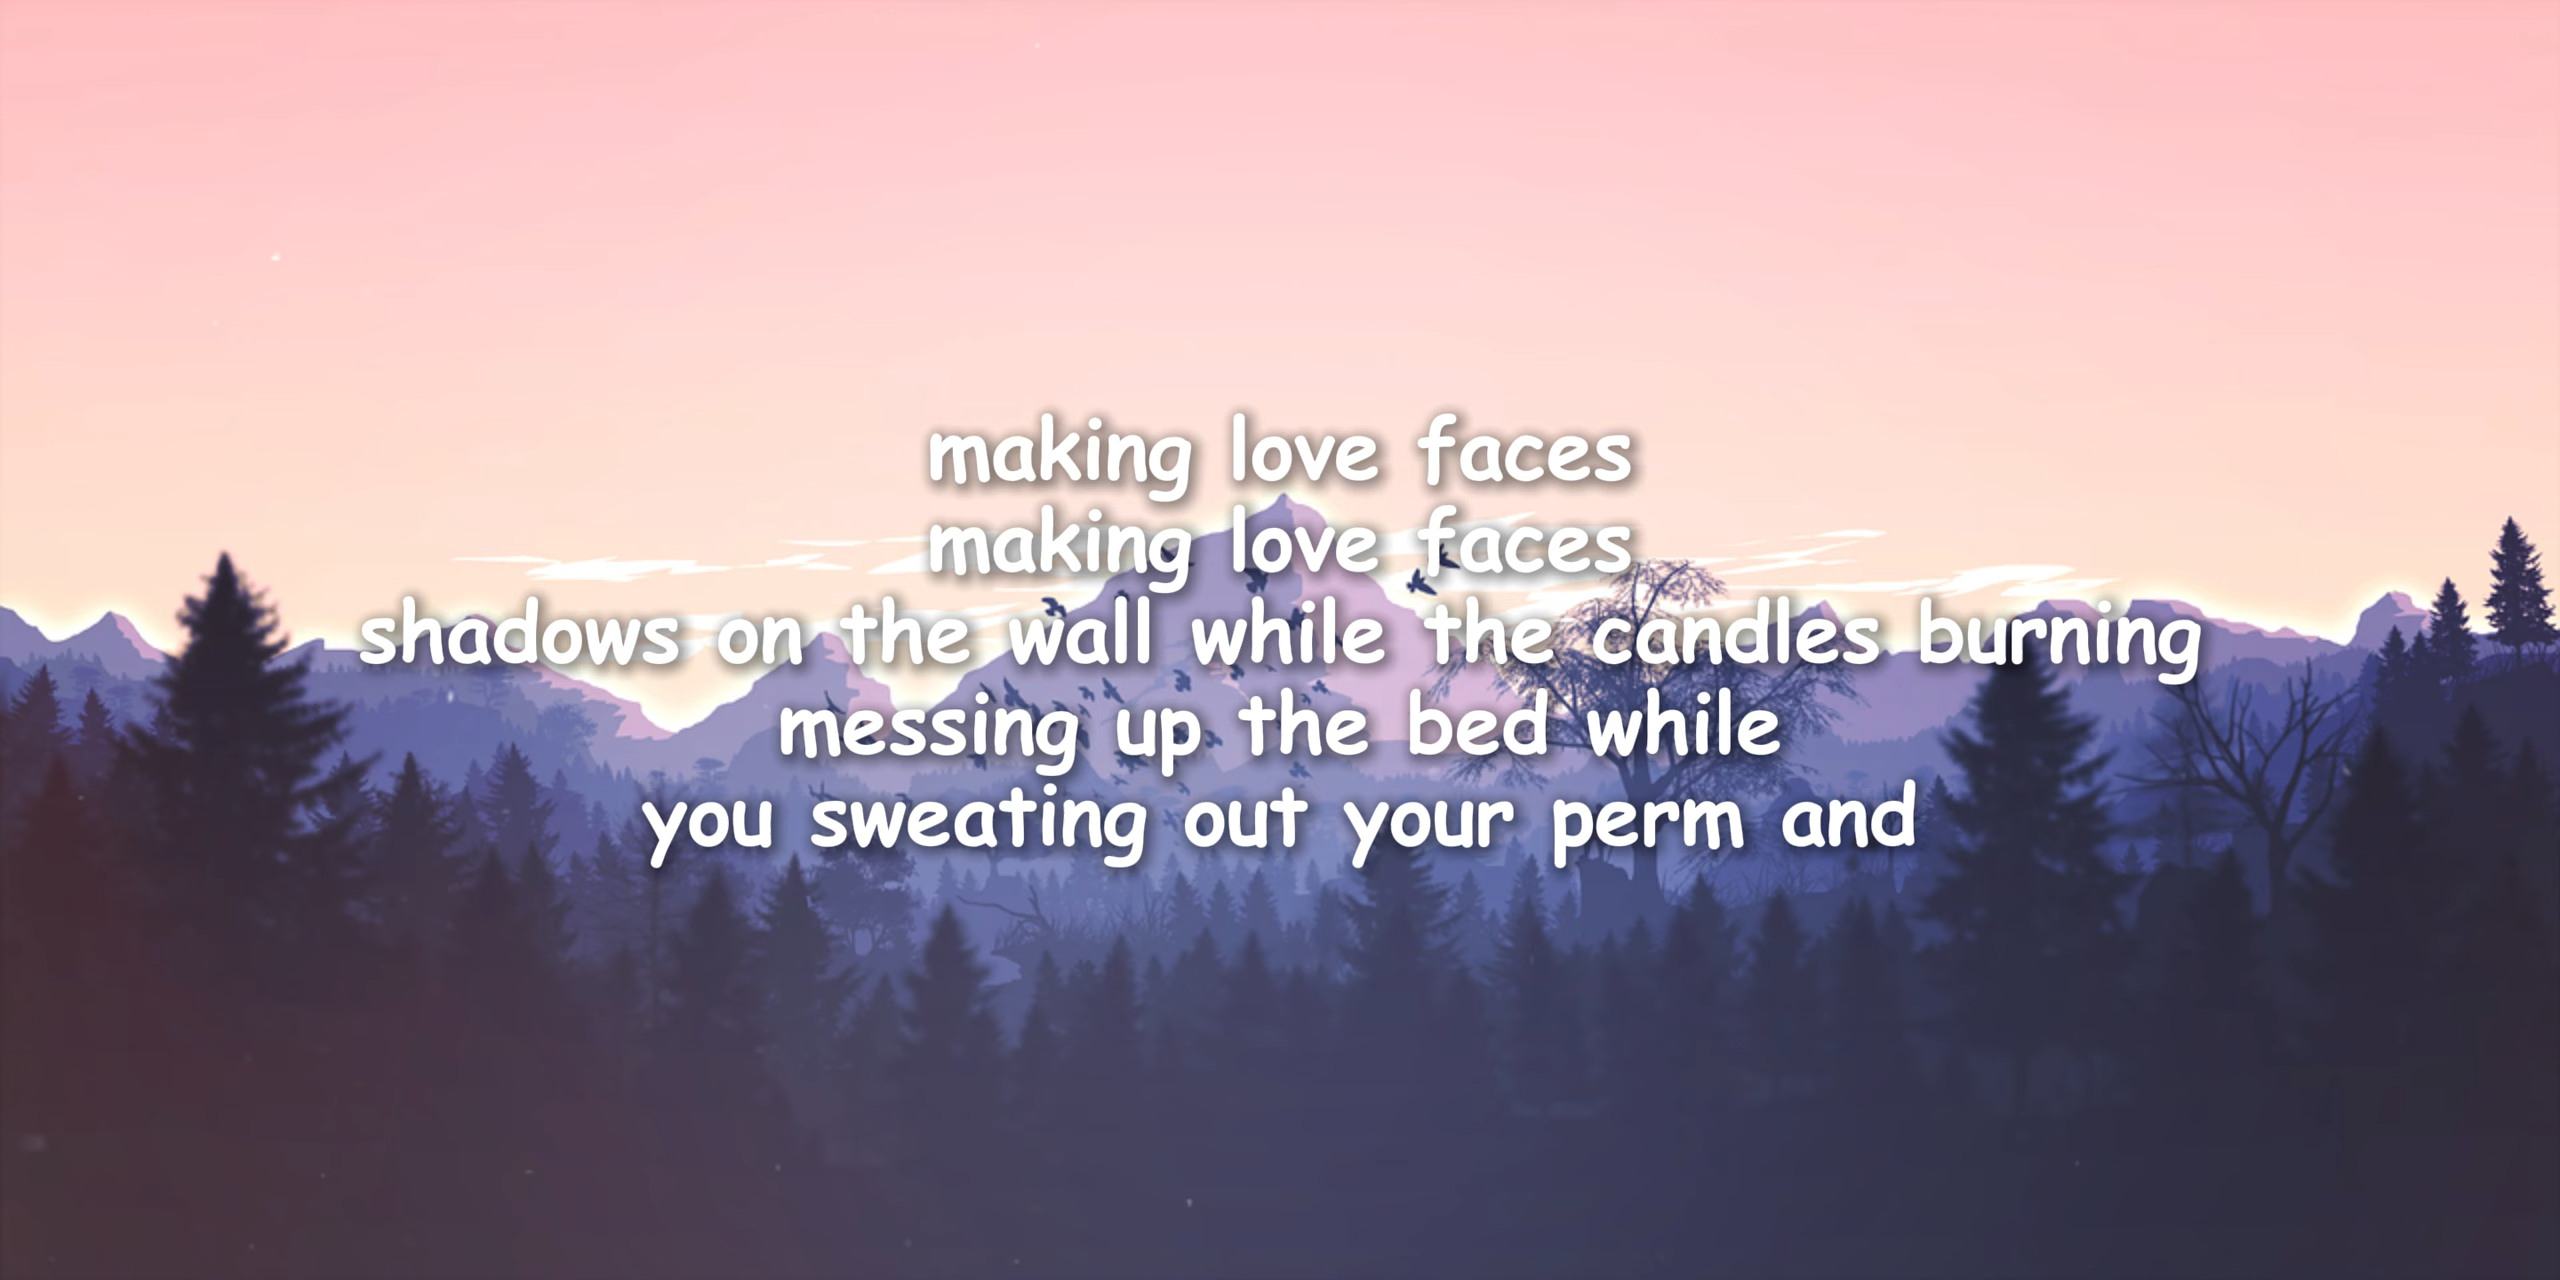 making love faces
making love faces
shadows on the wall while the candles burning
messing up the bed while
you sweating out your perm and